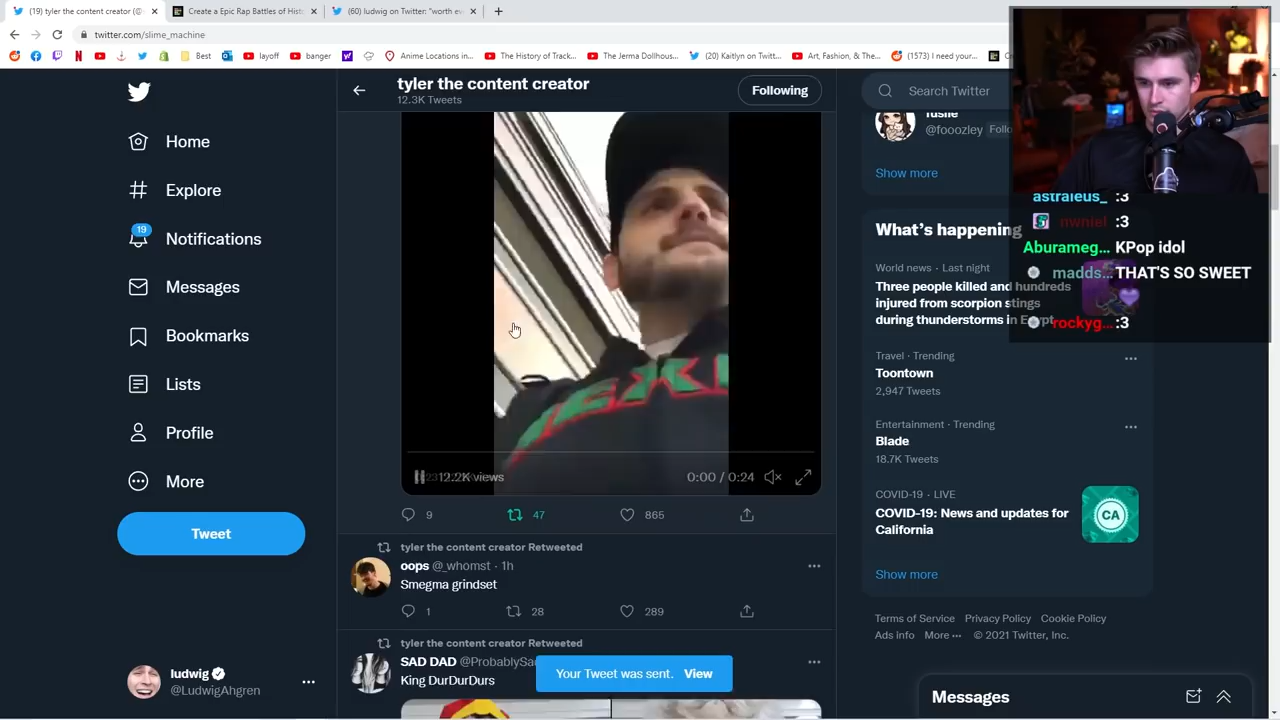 (19) tyler the content creator (@
Create a Epic Rap Battles of Hist
(60) ludwig on Twitter: "worth ev
twitter.com/slime_machine
Best
layoff
banger
Anime Locations in...
The History of Track...
The Jerma Dollhous...
(20) Kaitlyn on Twitt...
Art, Fashion, & The...
(1573) I need your...
tyler the content creator
12.3K Tweets
Following
Home
Explore
19
Notifications
Messages
Bookmarks
Lists
Profile
More
Tweet
ludwig
@LudwigAhgren
12.2K views
0:00 / 0:24
9
47
865
tyler the content creator Retweeted
oops @_whomst · 1h
Smegma grindset
1
28
289
tyler the content creator Retweeted
SAD DAD
King DurDurDurs
Your Tweet was sent. View
Search Twitter
@fooozley
Show more
What's happening
World news · Last night
Three people killed and hundreds
injured from scorpion stings
during thunderstorms in Egypt
Travel · Trending
Toontown
2,947 Tweets
Entertainment · Trending
Blade
18.7K Tweets
COVID-19 · LIVE
COVID-19: News and updates for
California
CA
Show more
Terms of Service Privacy Policy Cookie Policy
Ads info More ··· © 2021 Twitter, Inc.
Messages
astraleus_ :3
nwniel :3
Aburameg... KPop idol
madds... THAT'S SO SWEET
rockyg... :3